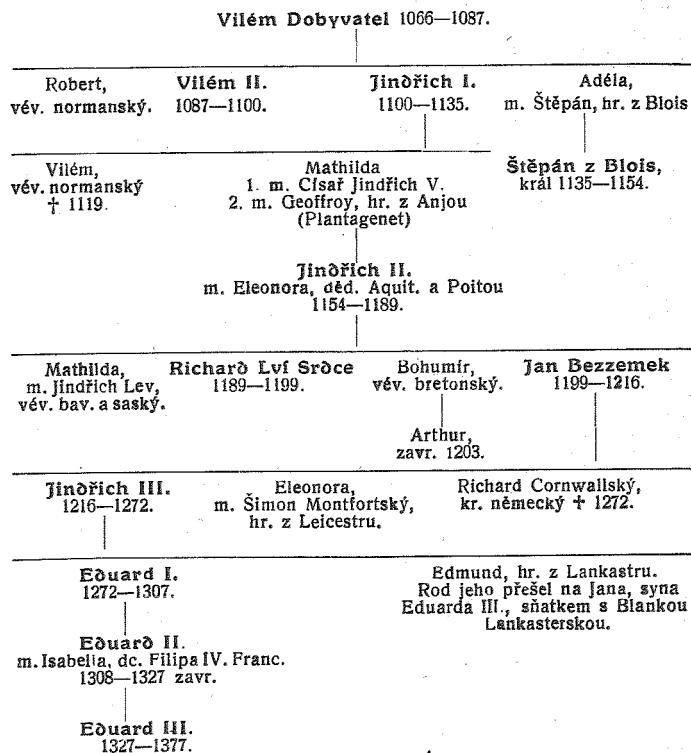 Vilém Dobyvatel 1066—1087.
Robert,
vév. normanský.
Vilém II.
1087—1100.
Jindřich I.
1100—1135.
Adéla,
m. Štěpán, hr. z Blois
Vilém,
vév. normanský
† 1119.
Mathilda
1. m. Císař Jindřich V.
2. m. Geoffroy, hr. z Anjou
(Plantagenet)
Štěpán z Blois,
král 1135—1154.
Jindřich II.
m. Eleonora, děd. Aquit. a Poitou
1154—1189.
Mathilda,
m. Jindřich Lev,
vév. bav. a saský.
Richard Lví Srdce
1189—1199.
Bohumír,
vév. bretonský.
Jan Bezzemek
1199—1216.
Arthur,
zavr. 1203.
Jindřich III.
1216—1272.
Eleonora,
m. Šimon Montfortský,
hr. z Leicestru.
Richard Cornwallský,
kr. německý † 1272.
Eduard I.
1272—1307.
Edmund, hr. z Lankastru.
Rod jeho přešel na Jana, syna
Eduarda III., sňatkem s Blankou
Lankasterskou.
Eduard II.
m. Isabella, dc. Filipa IV. Franc.
1308—1327 zavr.
Eduard III.
1327—1377.